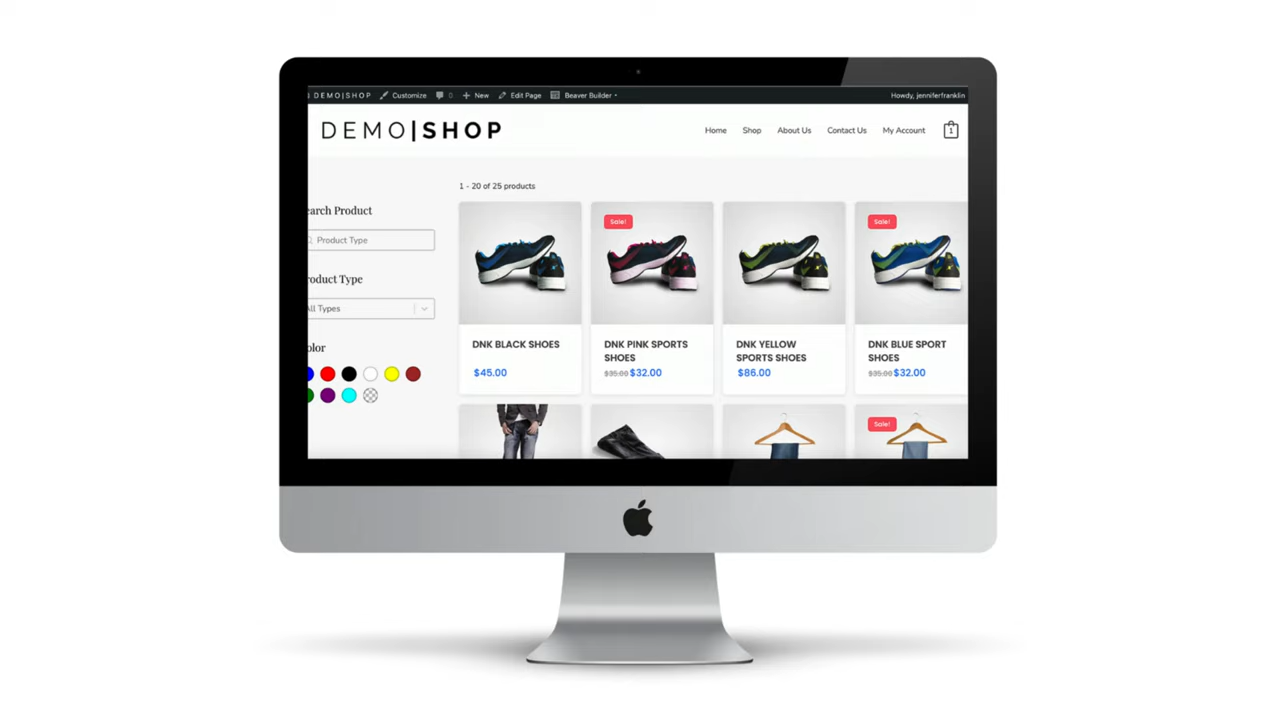 DEMO|SHOP Customize 0 New Edit Page Beaver Builder Howdy, jenniferfranklin
DEMO|SHOP Home Shop About Us Contact Us My Account 1
1 - 20 of 25 products
earch Product
Product Type
roduct Type
All Types
olor
Sale!
Sale!
DNK BLACK SHOES
$45.00
DNK PINK SPORTS
SHOES
$35.00 $32.00
DNK YELLOW
SPORTS SHOES
$86.00
DNK BLUE SPORT
SHOES
$35.00 $32.00
Sale!